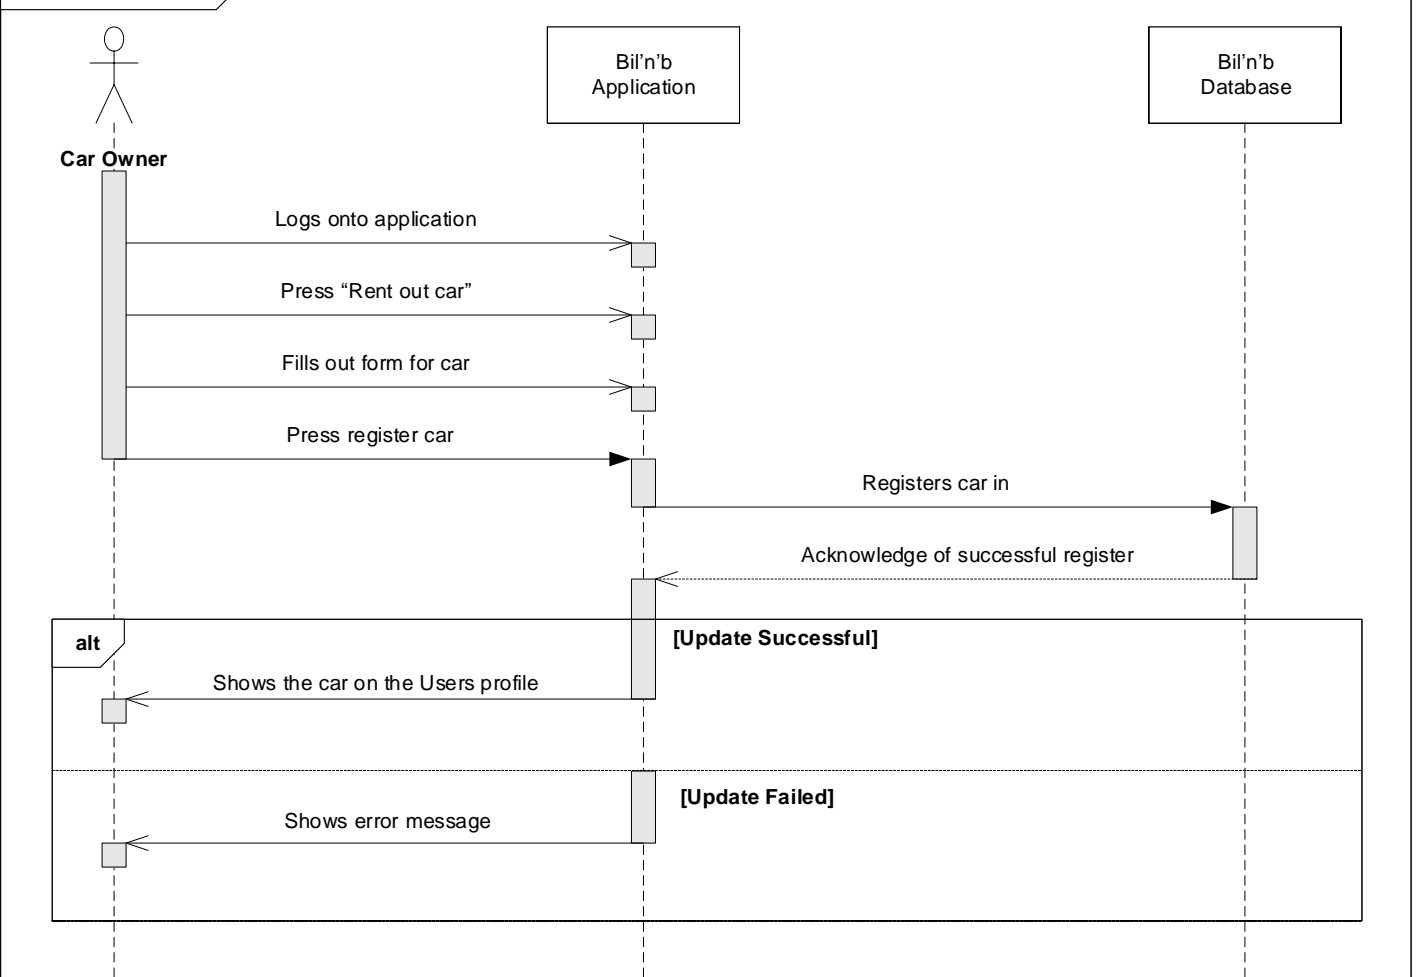 Bil’n’b
Application
Bil’n’b
Database
Car Owner
Logs onto application
Press “Rent out car”
Fills out form for car
Press register car
Registers car in
Acknowledge of successful register
alt
[Update Successful]
Shows the car on the Users profile
[Update Failed]
Shows error message